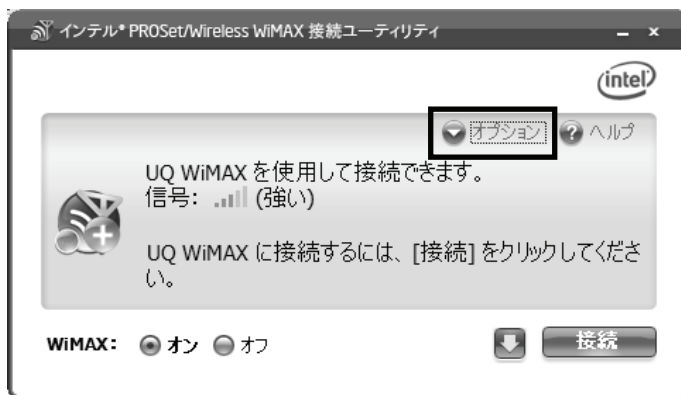 インテル® PROSet/Wireless WiMAX 接続ユーティリティ
intel
オプション ? ヘルプ
UQ WiMAX を使用して接続できます。
信号: (強い)
UQ WiMAX に接続するには、[接続] をクリックしてくださ
い。
WiMAX: オン オフ
接続